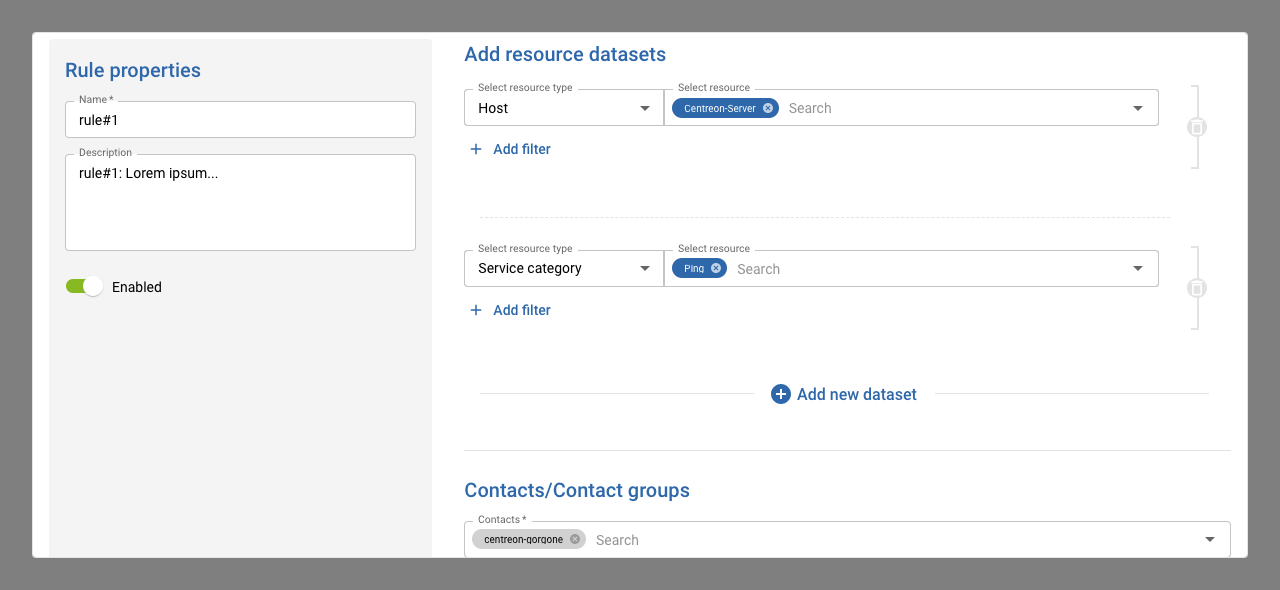 Rule properties
Name *
rule#1
Description
rule#1: Lorem ipsum...
Enabled
Add resource datasets
Select resource type
Host
Select resource
Centreon-Server
Search
Add filter
Select resource type
Service category
Select resource
Ping
Search
Add filter
Add new dataset
Contacts/Contact groups
Contacts *
centreon-gorgone
Search